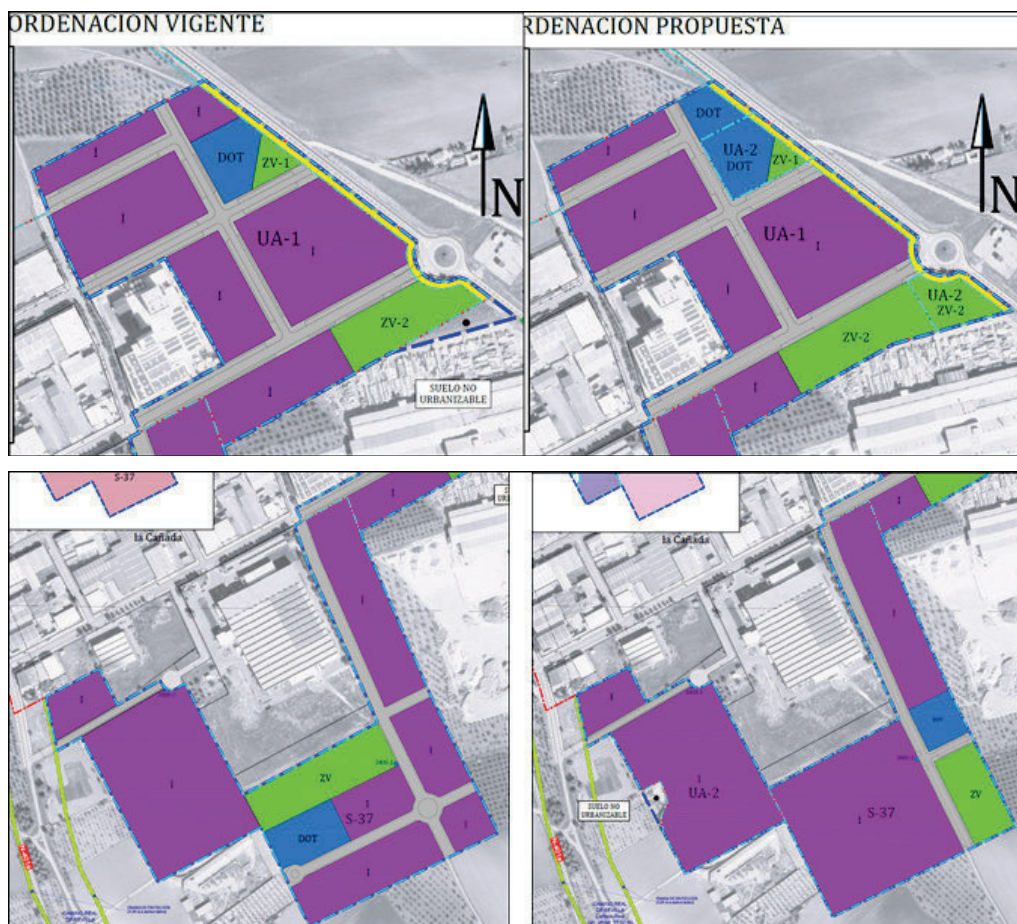 ORDENACION VIGENTE
I
I
DOT
ZV-1
I
UA-1
I
I
N
ZV-2
I
SUELO NO
URBANIZABLE
RDENACION PROPUESTA
DOT
I
UA-2
DOT
ZV-1
I
UA-1
I
I
N
UA-2
ZV-2
ZV-2
I
S-37
la Cañada
I
I
I
I
ZV
I
I
S-37
DOT
I
I
la Cañada
I
I
I
I
UA-2
SUELO NO
URBANIZABLE
I
S-37
ZV